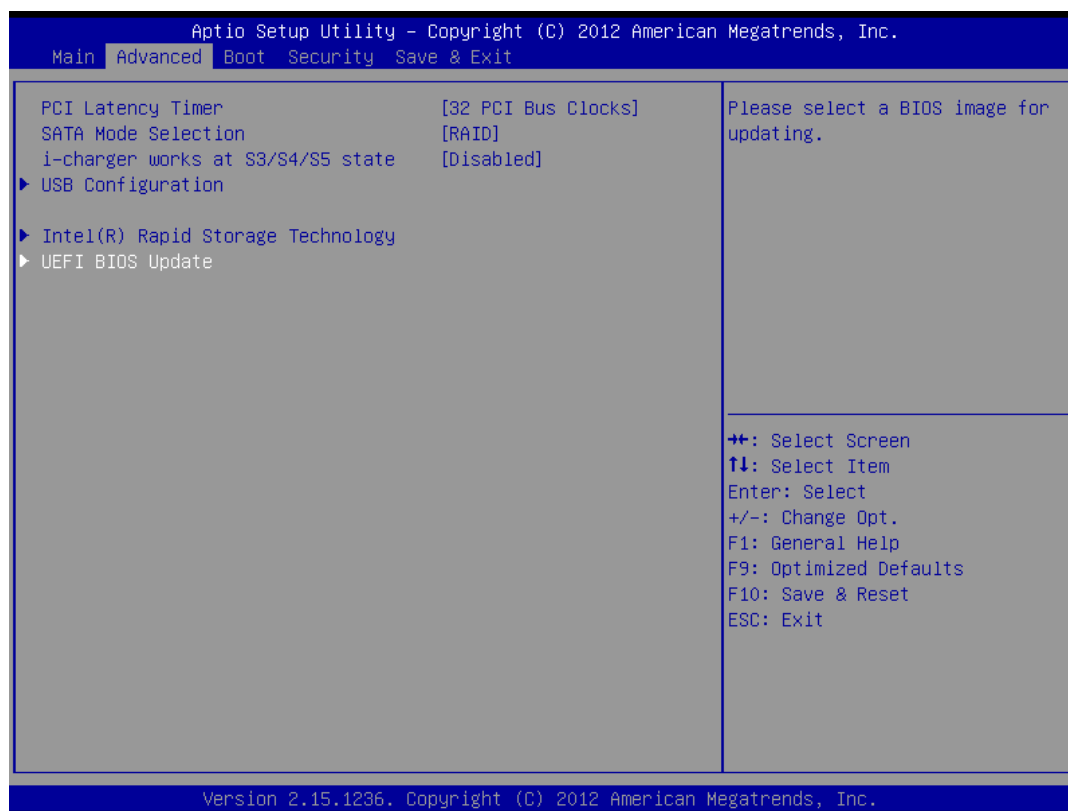 Aptio Setup Utility – Copyright (C) 2012 American Megatrends, Inc.
Main Advanced Boot Security Save & Exit
PCI Latency Timer [32 PCI Bus Clocks]
SATA Mode Selection [RAID]
i-charger works at S3/S4/S5 state [Disabled]
USB Configuration
Intel(R) Rapid Storage Technology
UEFI BIOS Update
Please select a BIOS image for
updating.
→←: Select Screen
↑↓: Select Item
Enter: Select
+/-: Change Opt.
F1: General Help
F9: Optimized Defaults
F10: Save & Reset
ESC: Exit
Version 2.15.1236. Copyright (C) 2012 American Megatrends, Inc.